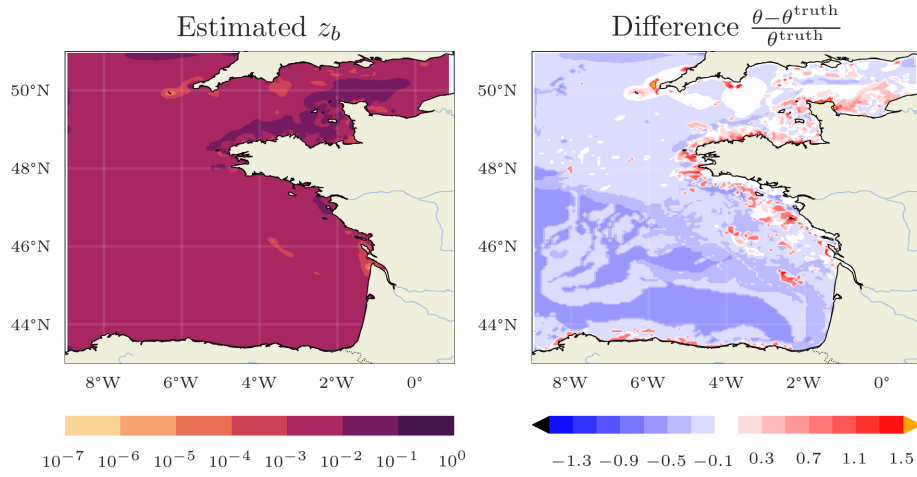 Estimated z_b
Difference \frac{θ−θ^{truth}}{θ^{truth}}
50°N
48°N
46°N
44°N
8°W 6°W 4°W 2°W 0°
50°N
48°N
46°N
44°N
8°W 6°W 4°W 2°W 0°
10^{-7} 10^{-6} 10^{-5} 10^{-4} 10^{-3} 10^{-2} 10^{-1} 10^{0}
−1.3 −0.9 −0.5 −0.1 0.3 0.7 1.1 1.5